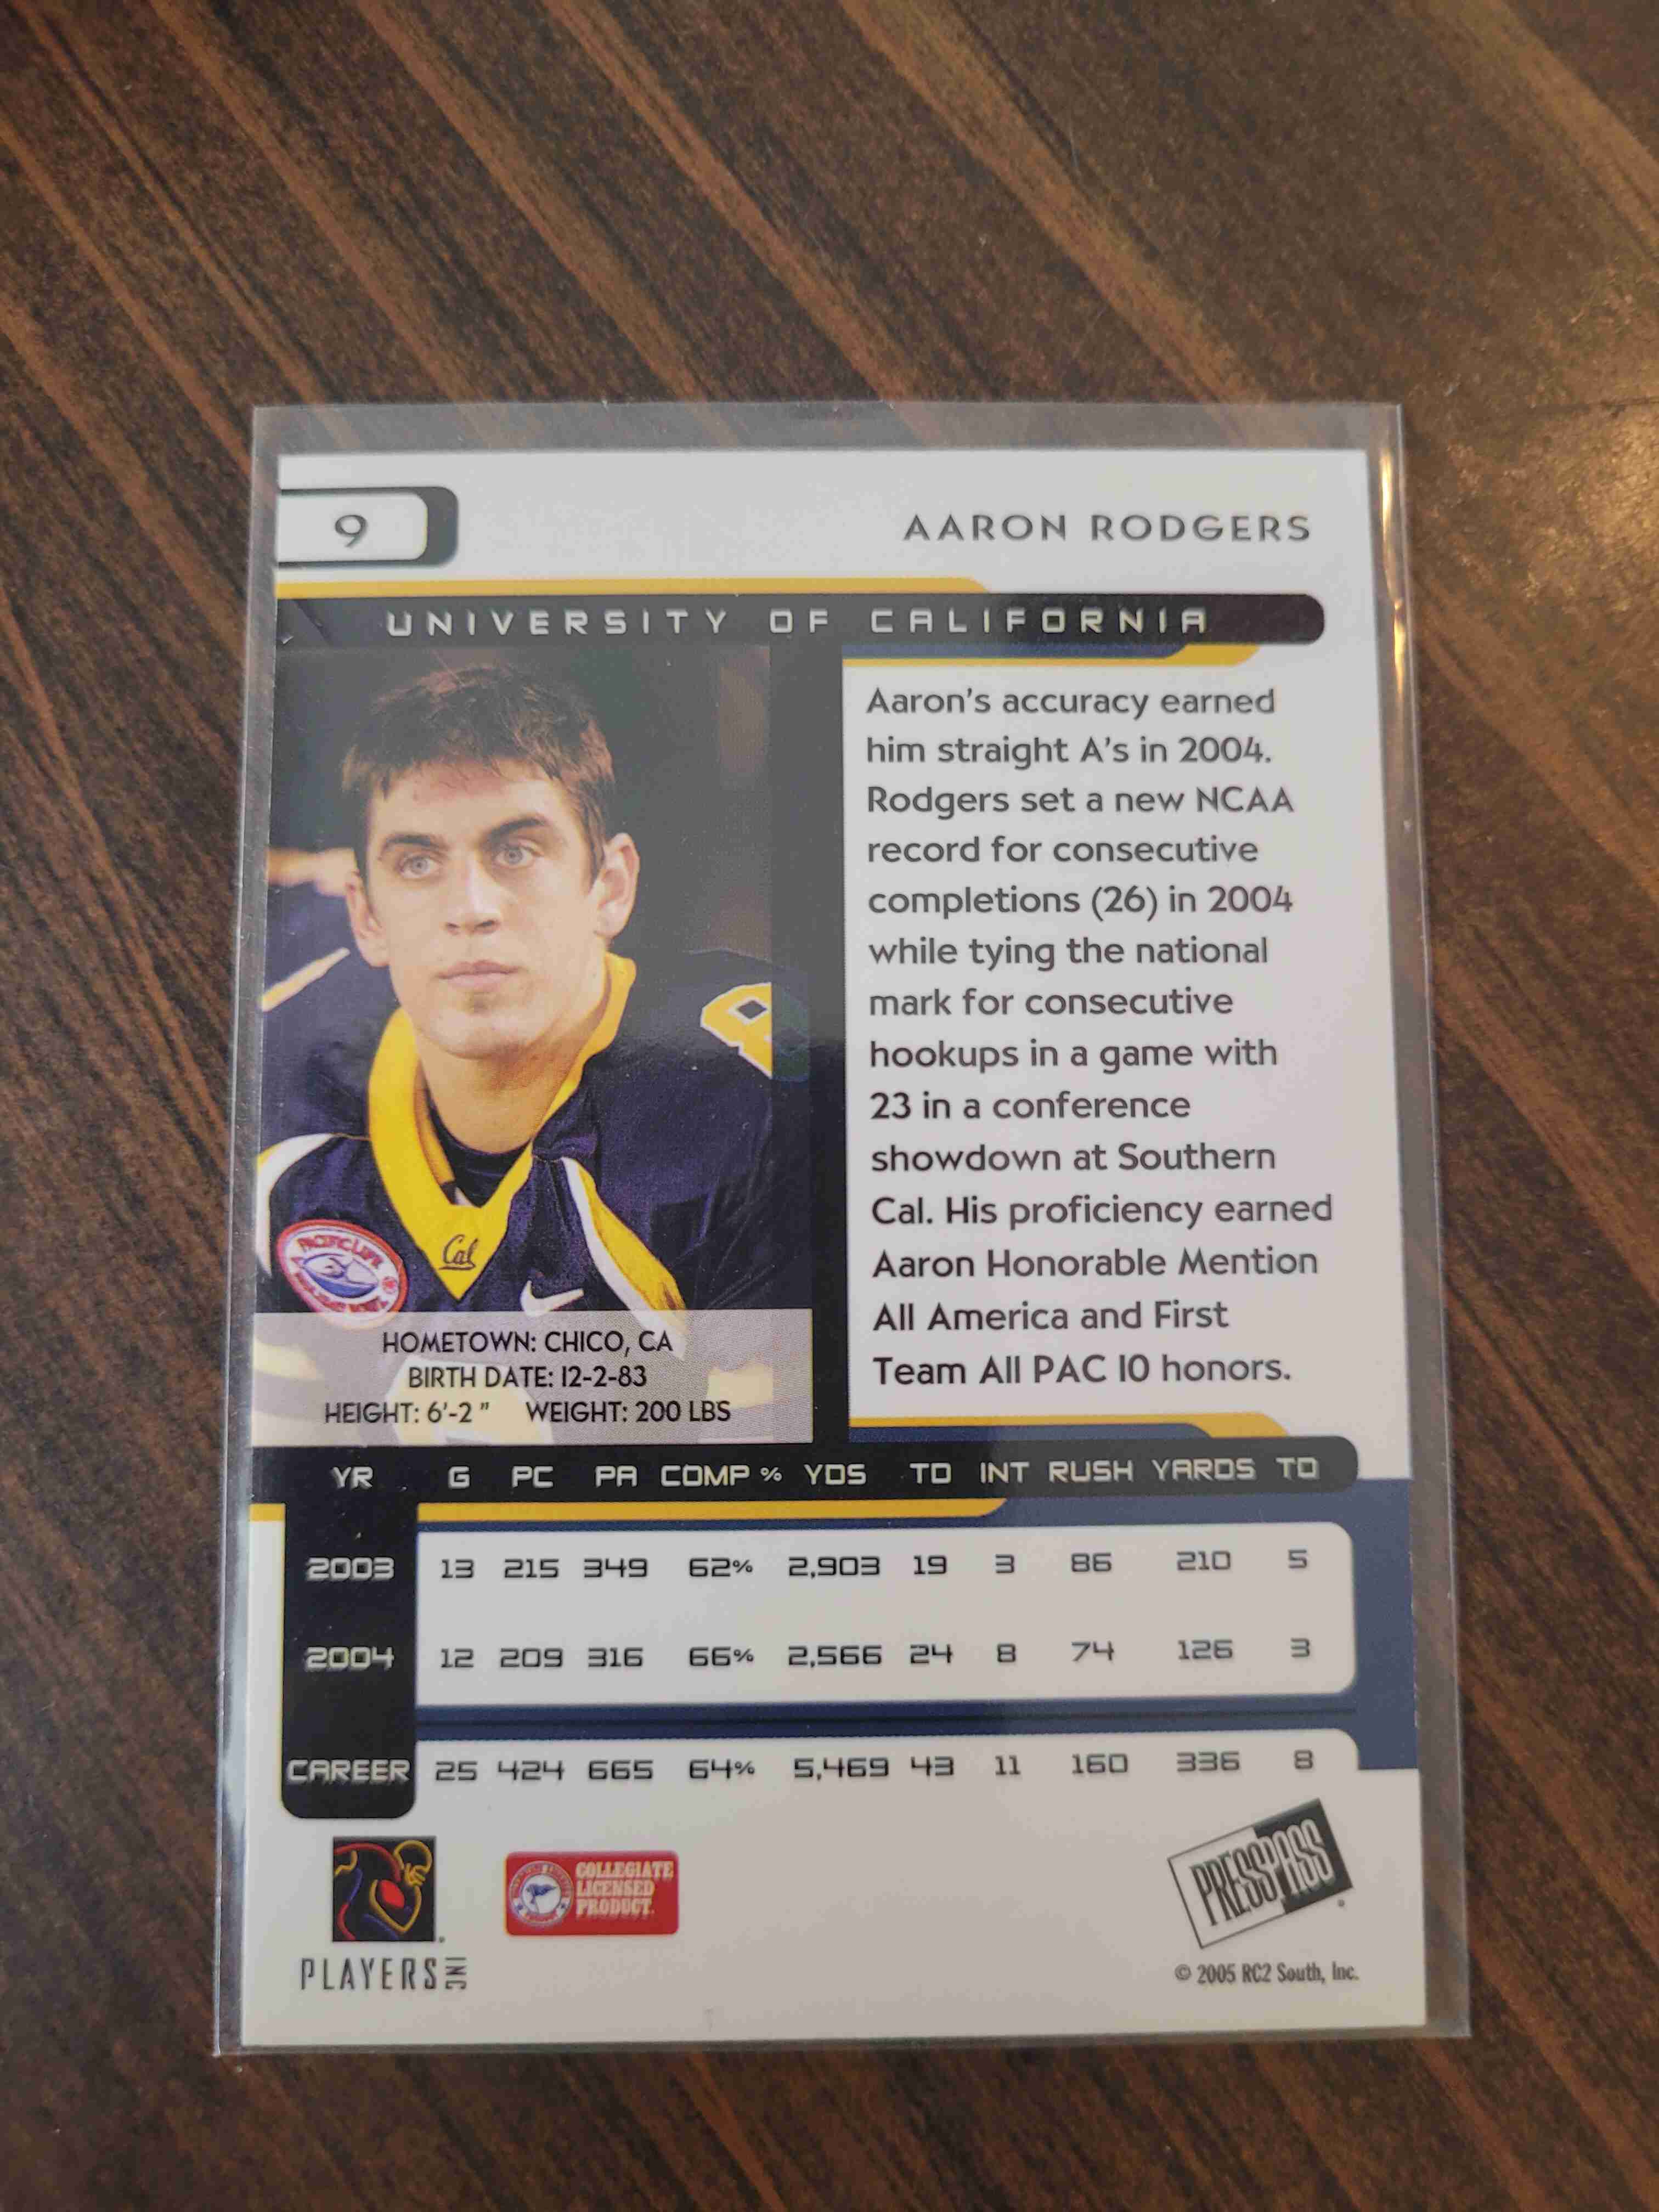 9
AARON RODGERS
UNIVERSITY OF CALIFORNIA
Aaron's accuracy earned
him straight A's in 2004.
Rodgers set a new NCAA
record for consecutive
completions (26) in 2004
while tying the national
mark for consecutive
hookups in a game with
23 in a conference
showdown at Southern
Cal. His proficiency earned
Aaron Honorable Mention
All America and First
Team All PAC 10 honors.
8
PACIFIC LIFE
Cal
HOMETOWN: CHICO, CA
BIRTH DATE: 12-2-83
HEIGHT: 6'-2" WEIGHT: 200 LBS
YR G PC PA COMP % YDS TD INT RUSH YARDS TD
2003 13 215 349 62% 2,903 19 3 86 210 5
2004 12 209 316 66% 2,566 24 8 74 126 3
CAREER 25 424 665 64% 5,469 43 11 160 336 8
PLAYERS INC
COLLEGIATE
LICENSED
PRODUCT.
PRESS PASS
© 2005 RC2 South, Inc.